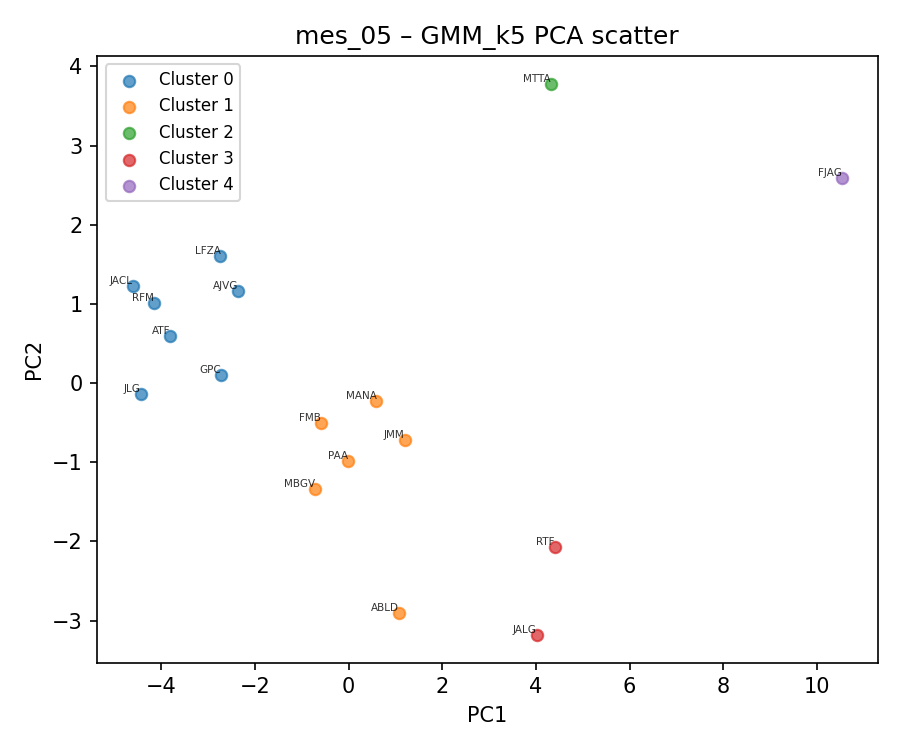 mes_05 – GMM_k5 PCA scatter
Cluster 0
Cluster 1
Cluster 2
Cluster 3
Cluster 4
MTTA
FJAG
LFZA
JACL
AJVG
RFM
ATF
GPC
JLG
MANA
FMB
JMM
PAA
MBGV
RTF
ABLD
JALG
4
3
2
1
0
−1
−2
−3
PC2
−4 −2 0 2 4 6 8 10
PC1